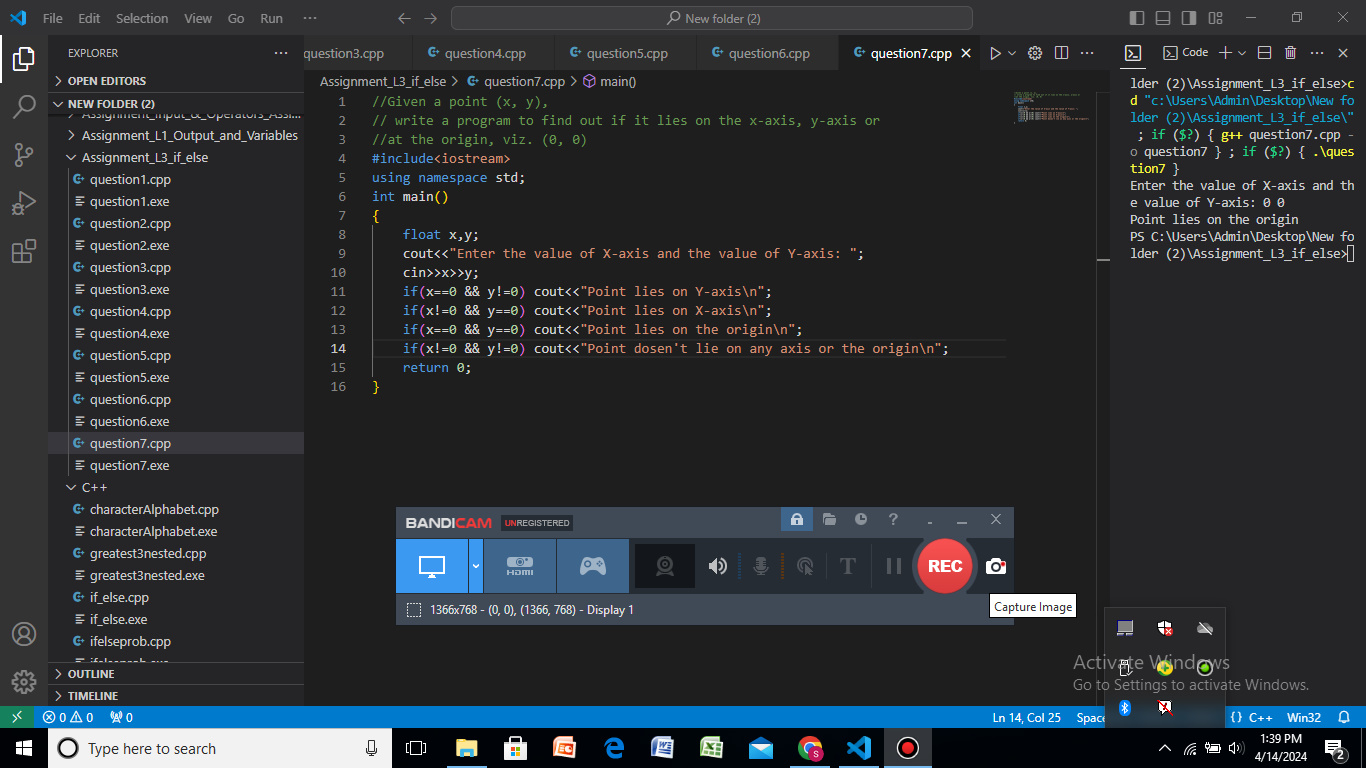 File Edit Selection View Go Run ··· New folder (2)
EXPLORER
OPEN EDITORS
NEW FOLDER (2)
Assignment_L1_Output_and_Variables
Assignment_L3_if_else
question1.cpp
question1.exe
question2.cpp
question2.exe
question3.cpp
question3.exe
question4.cpp
question4.exe
question5.cpp
question5.exe
question6.cpp
question6.exe
question7.cpp
question7.exe
C++
characterAlphabet.cpp
characterAlphabet.exe
greatest3nested.cpp
greatest3nested.exe
if_else.cpp
if_else.exe
ifelseprob.cpp
ifelseprob.exe
OUTLINE
TIMELINE
question3.cpp question4.cpp question5.cpp question6.cpp question7.cpp
Assignment_L3_if_else > question7.cpp > main()
1 //Given a point (x, y),
2 // write a program to find out if it lies on the x-axis, y-axis or
3 //at the origin, viz. (0, 0)
4 #include<iostream>
5 using namespace std;
6 int main()
7 {
8 float x,y;
9 cout<<"Enter the value of X-axis and the value of Y-axis: ";
10 cin>>x>>y;
11 if(x==0 && y!=0) cout<<"Point lies on Y-axis\n";
12 if(x!=0 && y==0) cout<<"Point lies on X-axis\n";
13 if(x==0 && y==0) cout<<"Point lies on the origin\n";
14 if(x!=0 && y!=0) cout<<"Point dosen't lie on any axis or the origin\n";
15 return 0;
16 }
Code
lder (2)\Assignment_L3_if_else>c
d "c:\Users\Admin\Desktop\New fo
lder (2)\Assignment_L3_if_else\"
; if ($?) { g++ question7.cpp -
o question7 } ; if ($?) { .\ques
tion7 }
Enter the value of X-axis and th
e value of Y-axis: 0 0
Point lies on the origin
PS C:\Users\Admin\Desktop\New fo
lder (2)\Assignment_L3_if_else>
BANDICAM UNREGISTERED
HDMI T REC
1366x768 - (0, 0), (1366, 768) - Display 1
Capture Image
Activate Windows
Go to Settings to activate Windows.
0 0 0 Ln 14, Col 25 Space {} C++ Win32
Type here to search
1:39 PM
4/14/2024
2